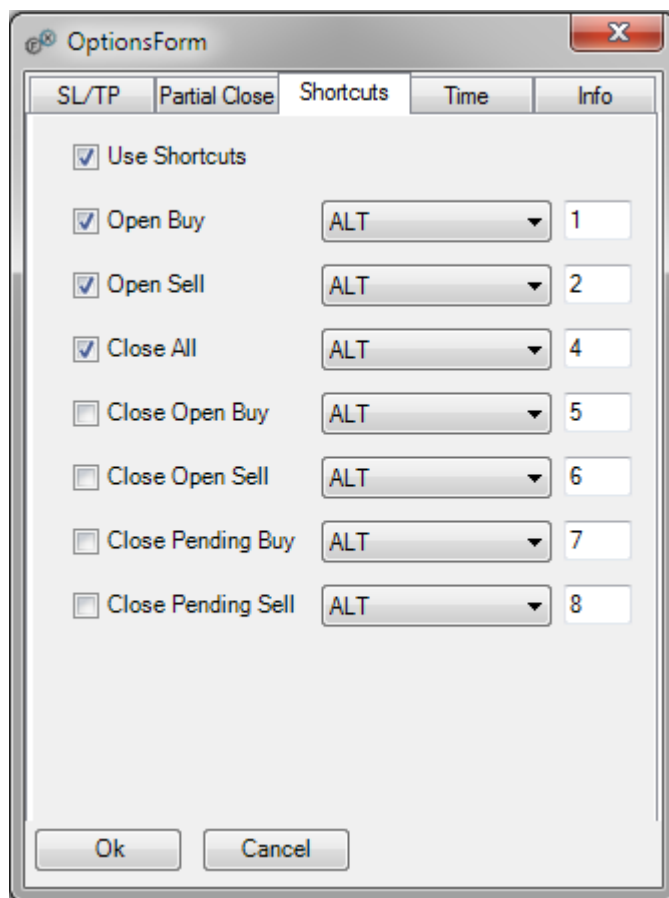 OptionsForm
SL/TP Partial Close Shortcuts Time Info
Use Shortcuts
Open Buy ALT 1
Open Sell ALT 2
Close All ALT 4
Close Open Buy ALT 5
Close Open Sell ALT 6
Close Pending Buy ALT 7
Close Pending Sell ALT 8
Ok Cancel